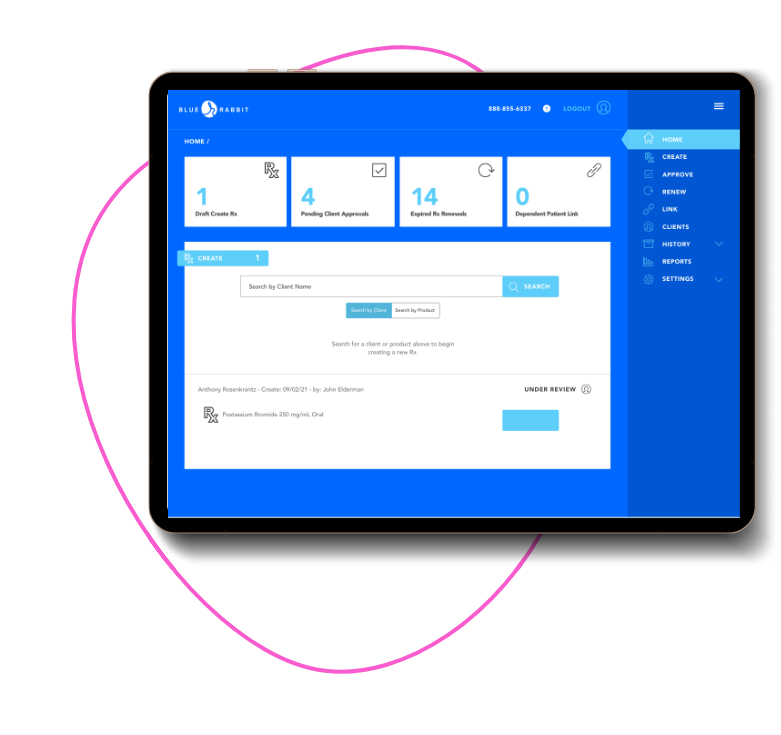 BLUE RABBIT
888-855-6337 ? LOGOUT
HOME /
1
Draft Create Rx
4
Pending Client Approvals
14
Expired Rx Renewals
0
Dependent Patient Link
CREATE 1
Search by Client Name
SEARCH
Search by Client Search by Product
Search for a client or product above to begin
creating a new Rx.
Anthony Rosenkrantz - Create: 09/02/21 - by: John Elderman
UNDER REVIEW
Rx Postassium Bromide 250 mg/mL Oral
HOME
CREATE
APPROVE
RENEW
LINK
CLIENTS
HISTORY
REPORTS
SETTINGS